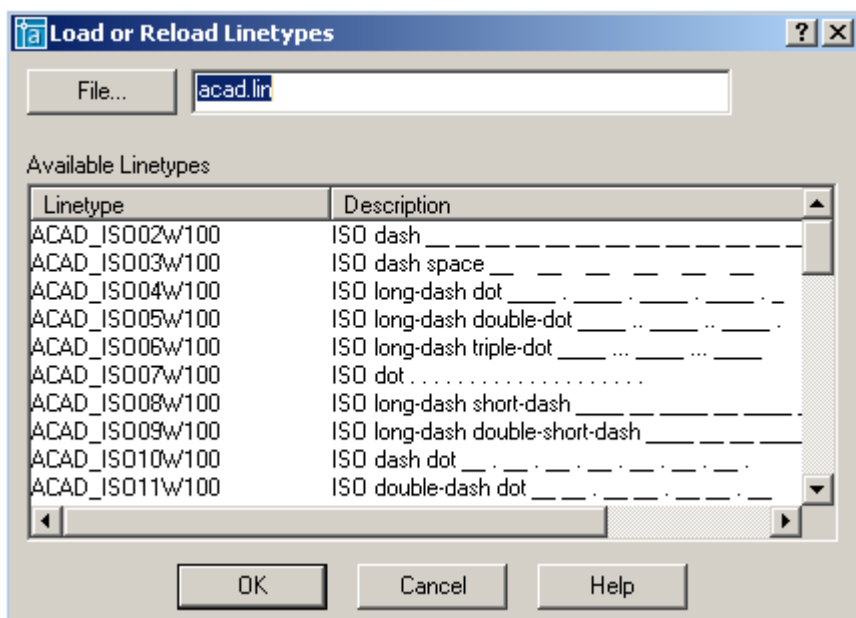 Load or Reload Linetypes
File... acad.lin
Available Linetypes
Linetype Description
ACAD_ISO02W100 ISO dash __ __ __ __ __ __ __ __ __ __ __ __ __
ACAD_ISO03W100 ISO dash space __ __ __ __ __ __
ACAD_ISO04W100 ISO long-dash dot ____ . ____ . ____ . ____ . _
ACAD_ISO05W100 ISO long-dash double-dot ____ .. ____ .. ____ .
ACAD_ISO06W100 ISO long-dash triple-dot ____ ... ____ ... ____
ACAD_ISO07W100 ISO dot . . . . . . . . . . . . . . . . . . . .
ACAD_ISO08W100 ISO long-dash short-dash ____ __ ____ __ ____ _
ACAD_ISO09W100 ISO long-dash double-short-dash ____ __ __ ____
ACAD_ISO10W100 ISO dash dot __ . __ . __ . __ . __ . __ . __ .
ACAD_ISO11W100 ISO double-dash dot __ __ . __ __ . __ __ . __
OK Cancel Help